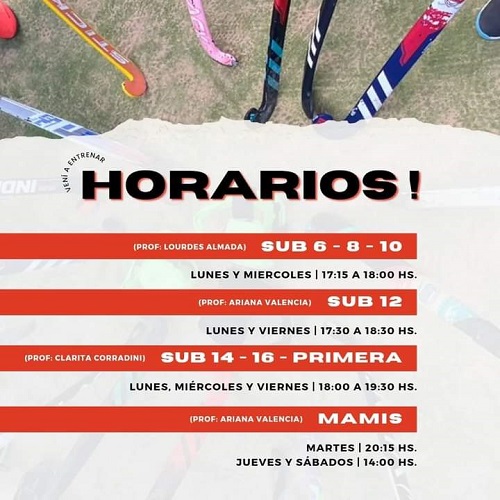 STICK
VENÍ A ENTRENAR
HORARIOS!
(PROF: LOURDES ALMADA) SUB 6 - 8 - 10
LUNES Y MIERCOLES | 17:15 A 18:00 HS.
(PROF: ARIANA VALENCIA) SUB 12
LUNES Y VIERNES | 17:30 A 18:30 HS.
(PROF: CLARITA CORRADINI) SUB 14 - 16 - PRIMERA
LUNES, MIÉRCOLES Y VIERNES | 18:00 A 19:30 HS.
(PROF: ARIANA VALENCIA) MAMIS
MARTES | 20:15 HS.
JUEVES Y SÁBADOS | 14:00 HS.